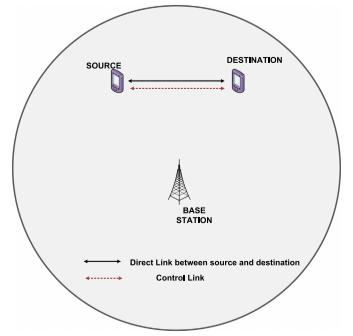 DESTINATION
SOURCE
BASE
STATION
Direct Link between source and destination
Control Link